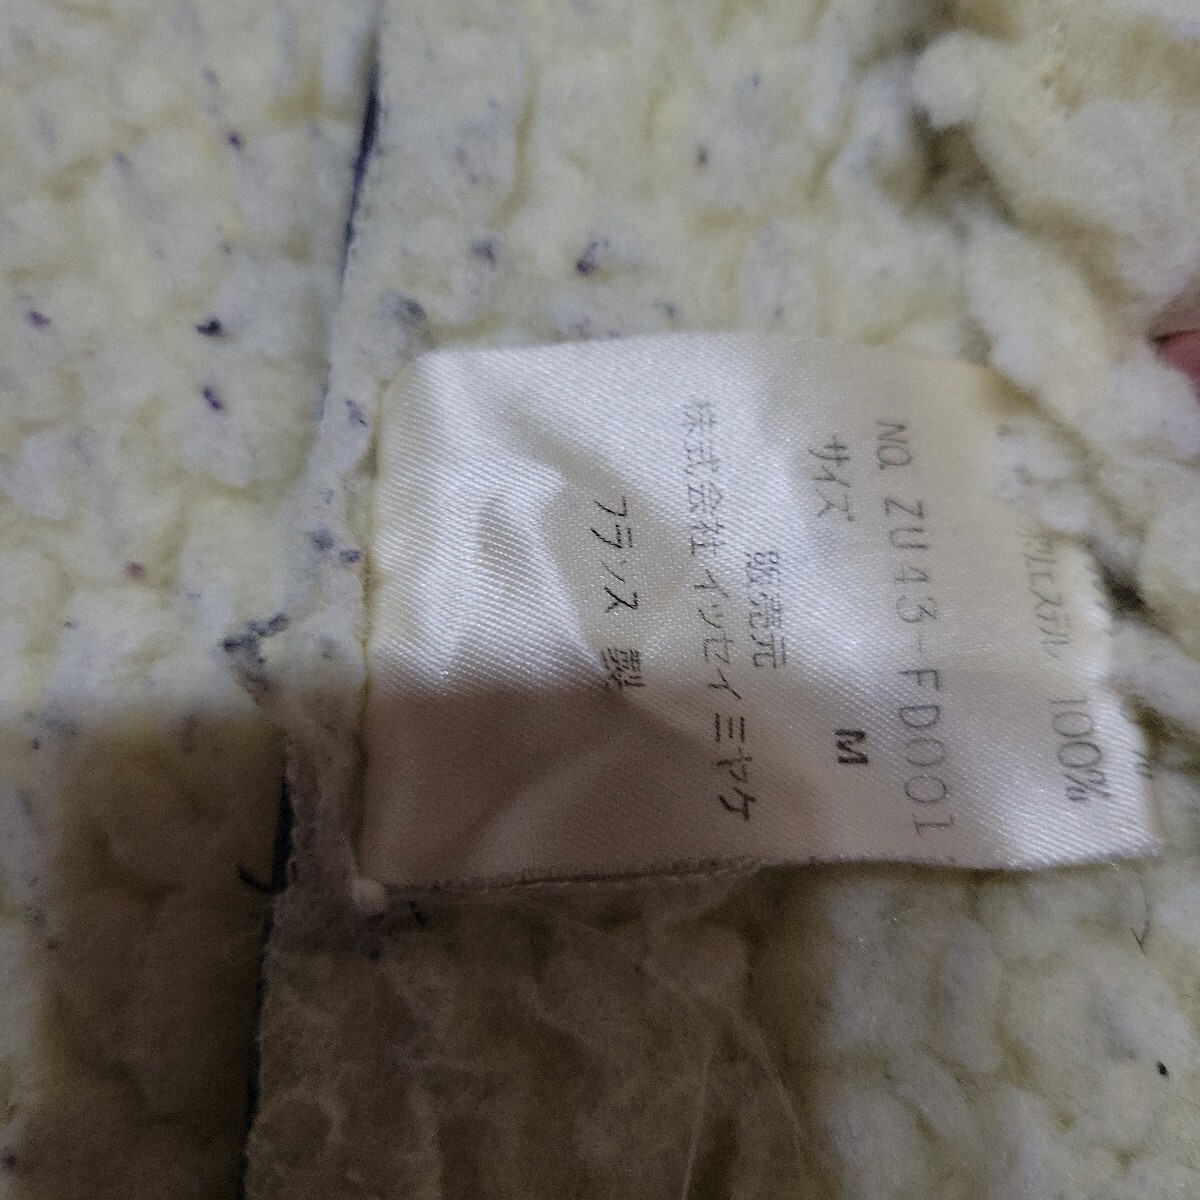 ポリエステル 100%
NO. ZU43-FD001
サイズ M
販売元
株式会社イッセイミヤケ
フランス 製